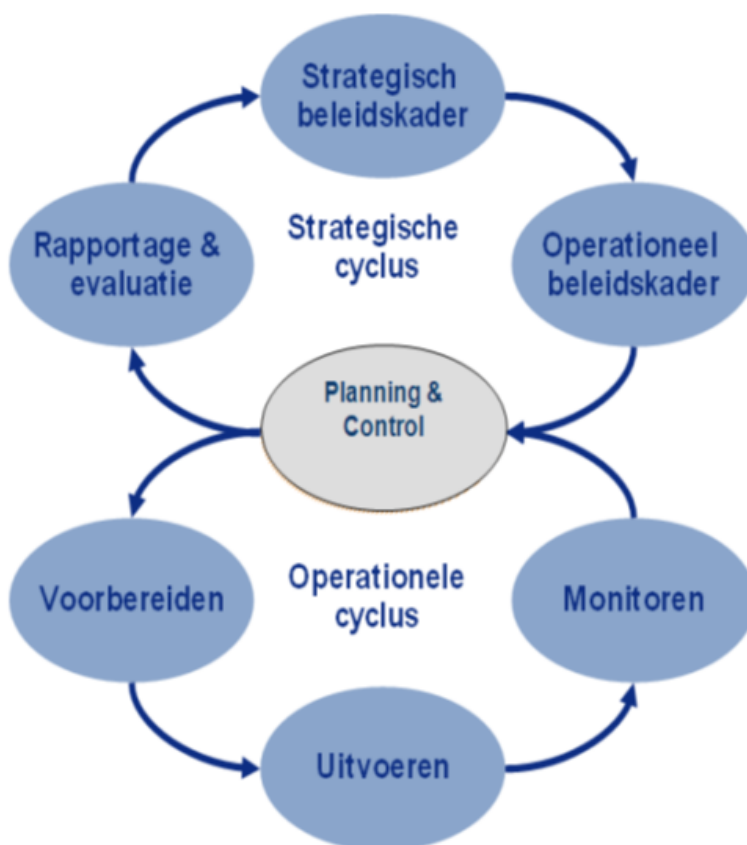 Strategisch
beleidskader
Strategische
cyclus
Rapportage &
evaluatie
Operationeel
beleidskader
Planning &
Control
Voorbereiden
Operationele
cyclus
Monitoren
Uitvoeren